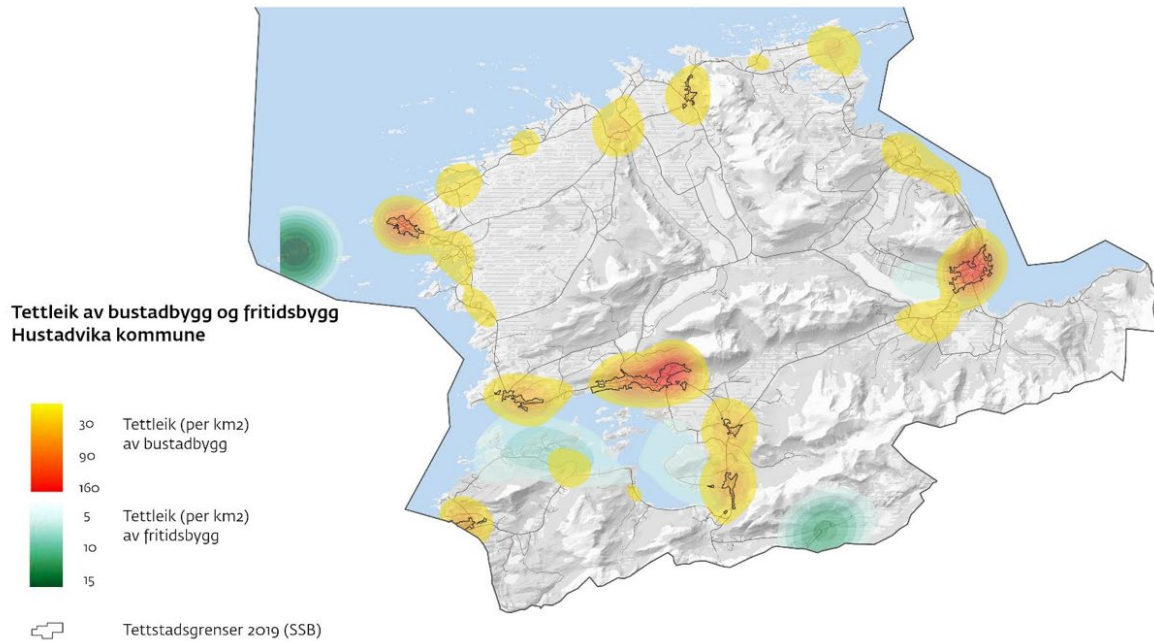 Tettleik av bustadbygg og fritidsbygg
Hustadvika kommune
30
90
160
Tettleik (per km2)
av bustadbygg
5
10
15
Tettleik (per km2)
av fritidsbygg
Tettstadsgrenser 2019 (SSB)